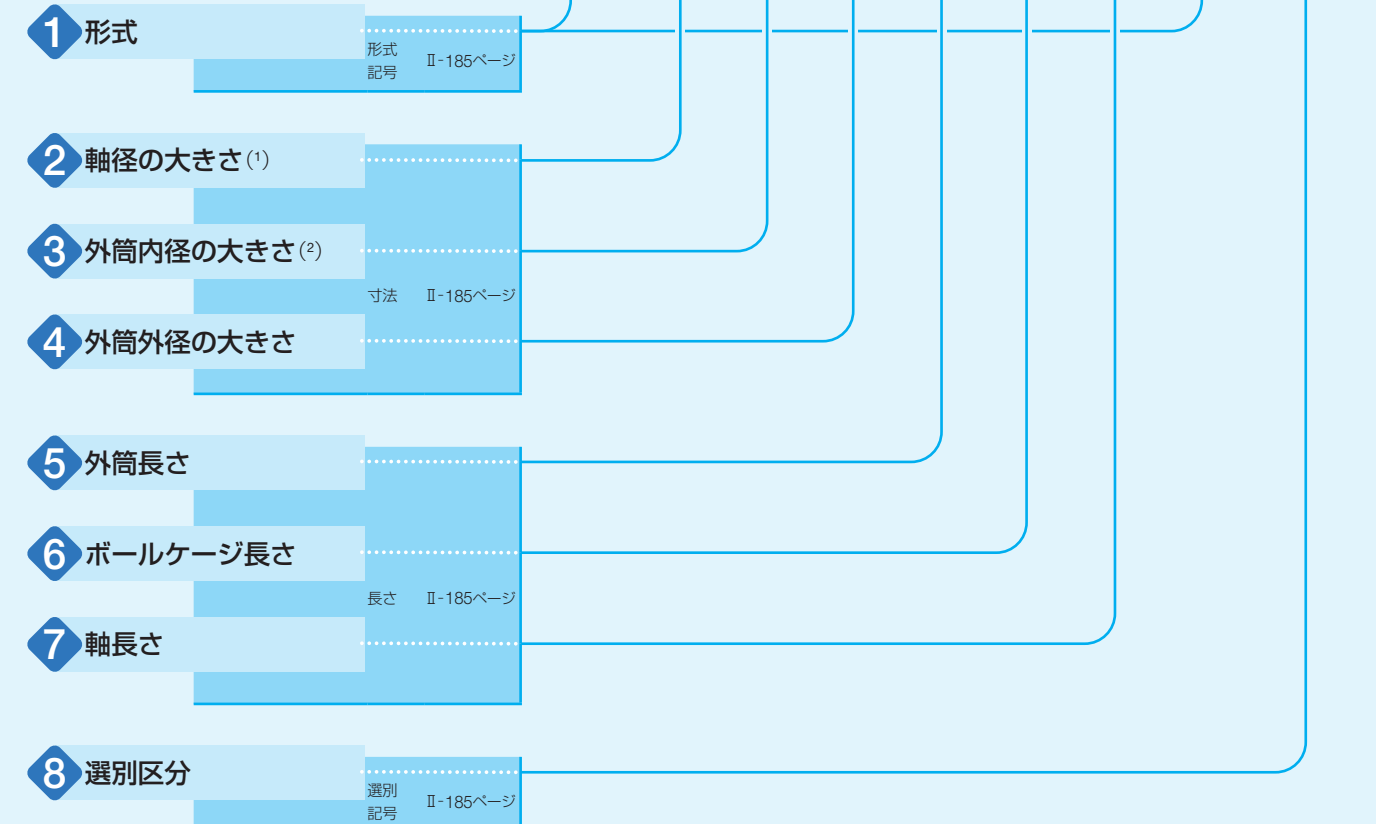 1 形式
形式
記号
Ⅱ-185ページ
2 軸径の大きさ(1)
3 外筒内径の大きさ(2)
寸法 Ⅱ-185ページ
4 外筒外径の大きさ
5 外筒長さ
6 ボールケージ長さ
長さ Ⅱ-185ページ
7 軸長さ
8 選別区分
選別
記号
Ⅱ-185ページ